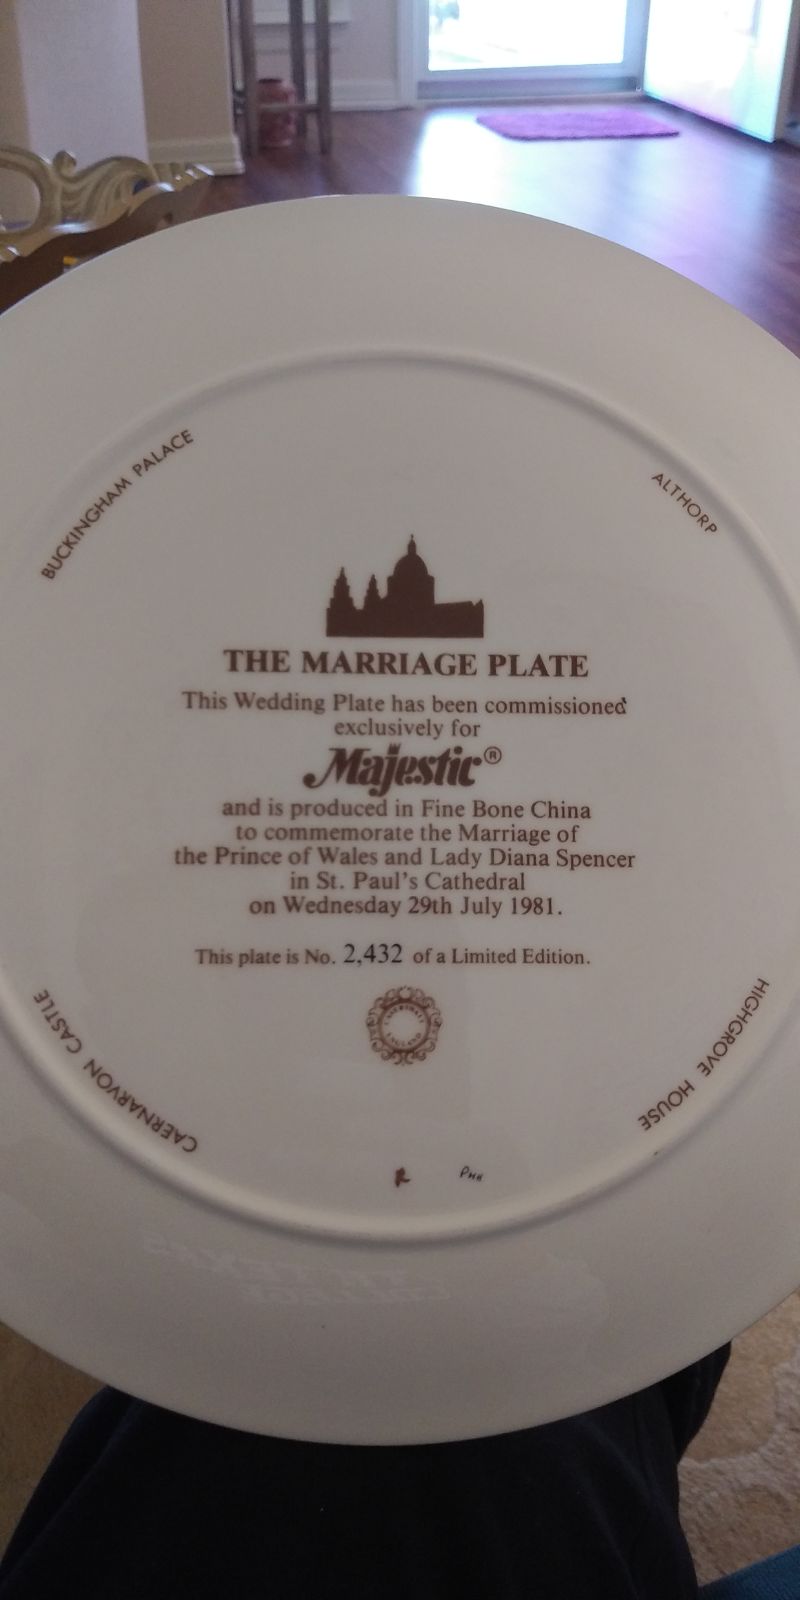 BUCKINGHAM PALACE
ALTHORP
THE MARRIAGE PLATE
This Wedding Plate has been commissioned
exclusively for
Majestic®
and is produced in Fine Bone China
to commemorate the Marriage of
the Prince of Wales and Lady Diana Spencer
in St. Paul's Cathedral
on Wednesday 29th July 1981.
This plate is No. 2,432 of a Limited Edition.
ENGLAND
CAERNARVON CASTLE
HIGHGROVE HOUSE
R